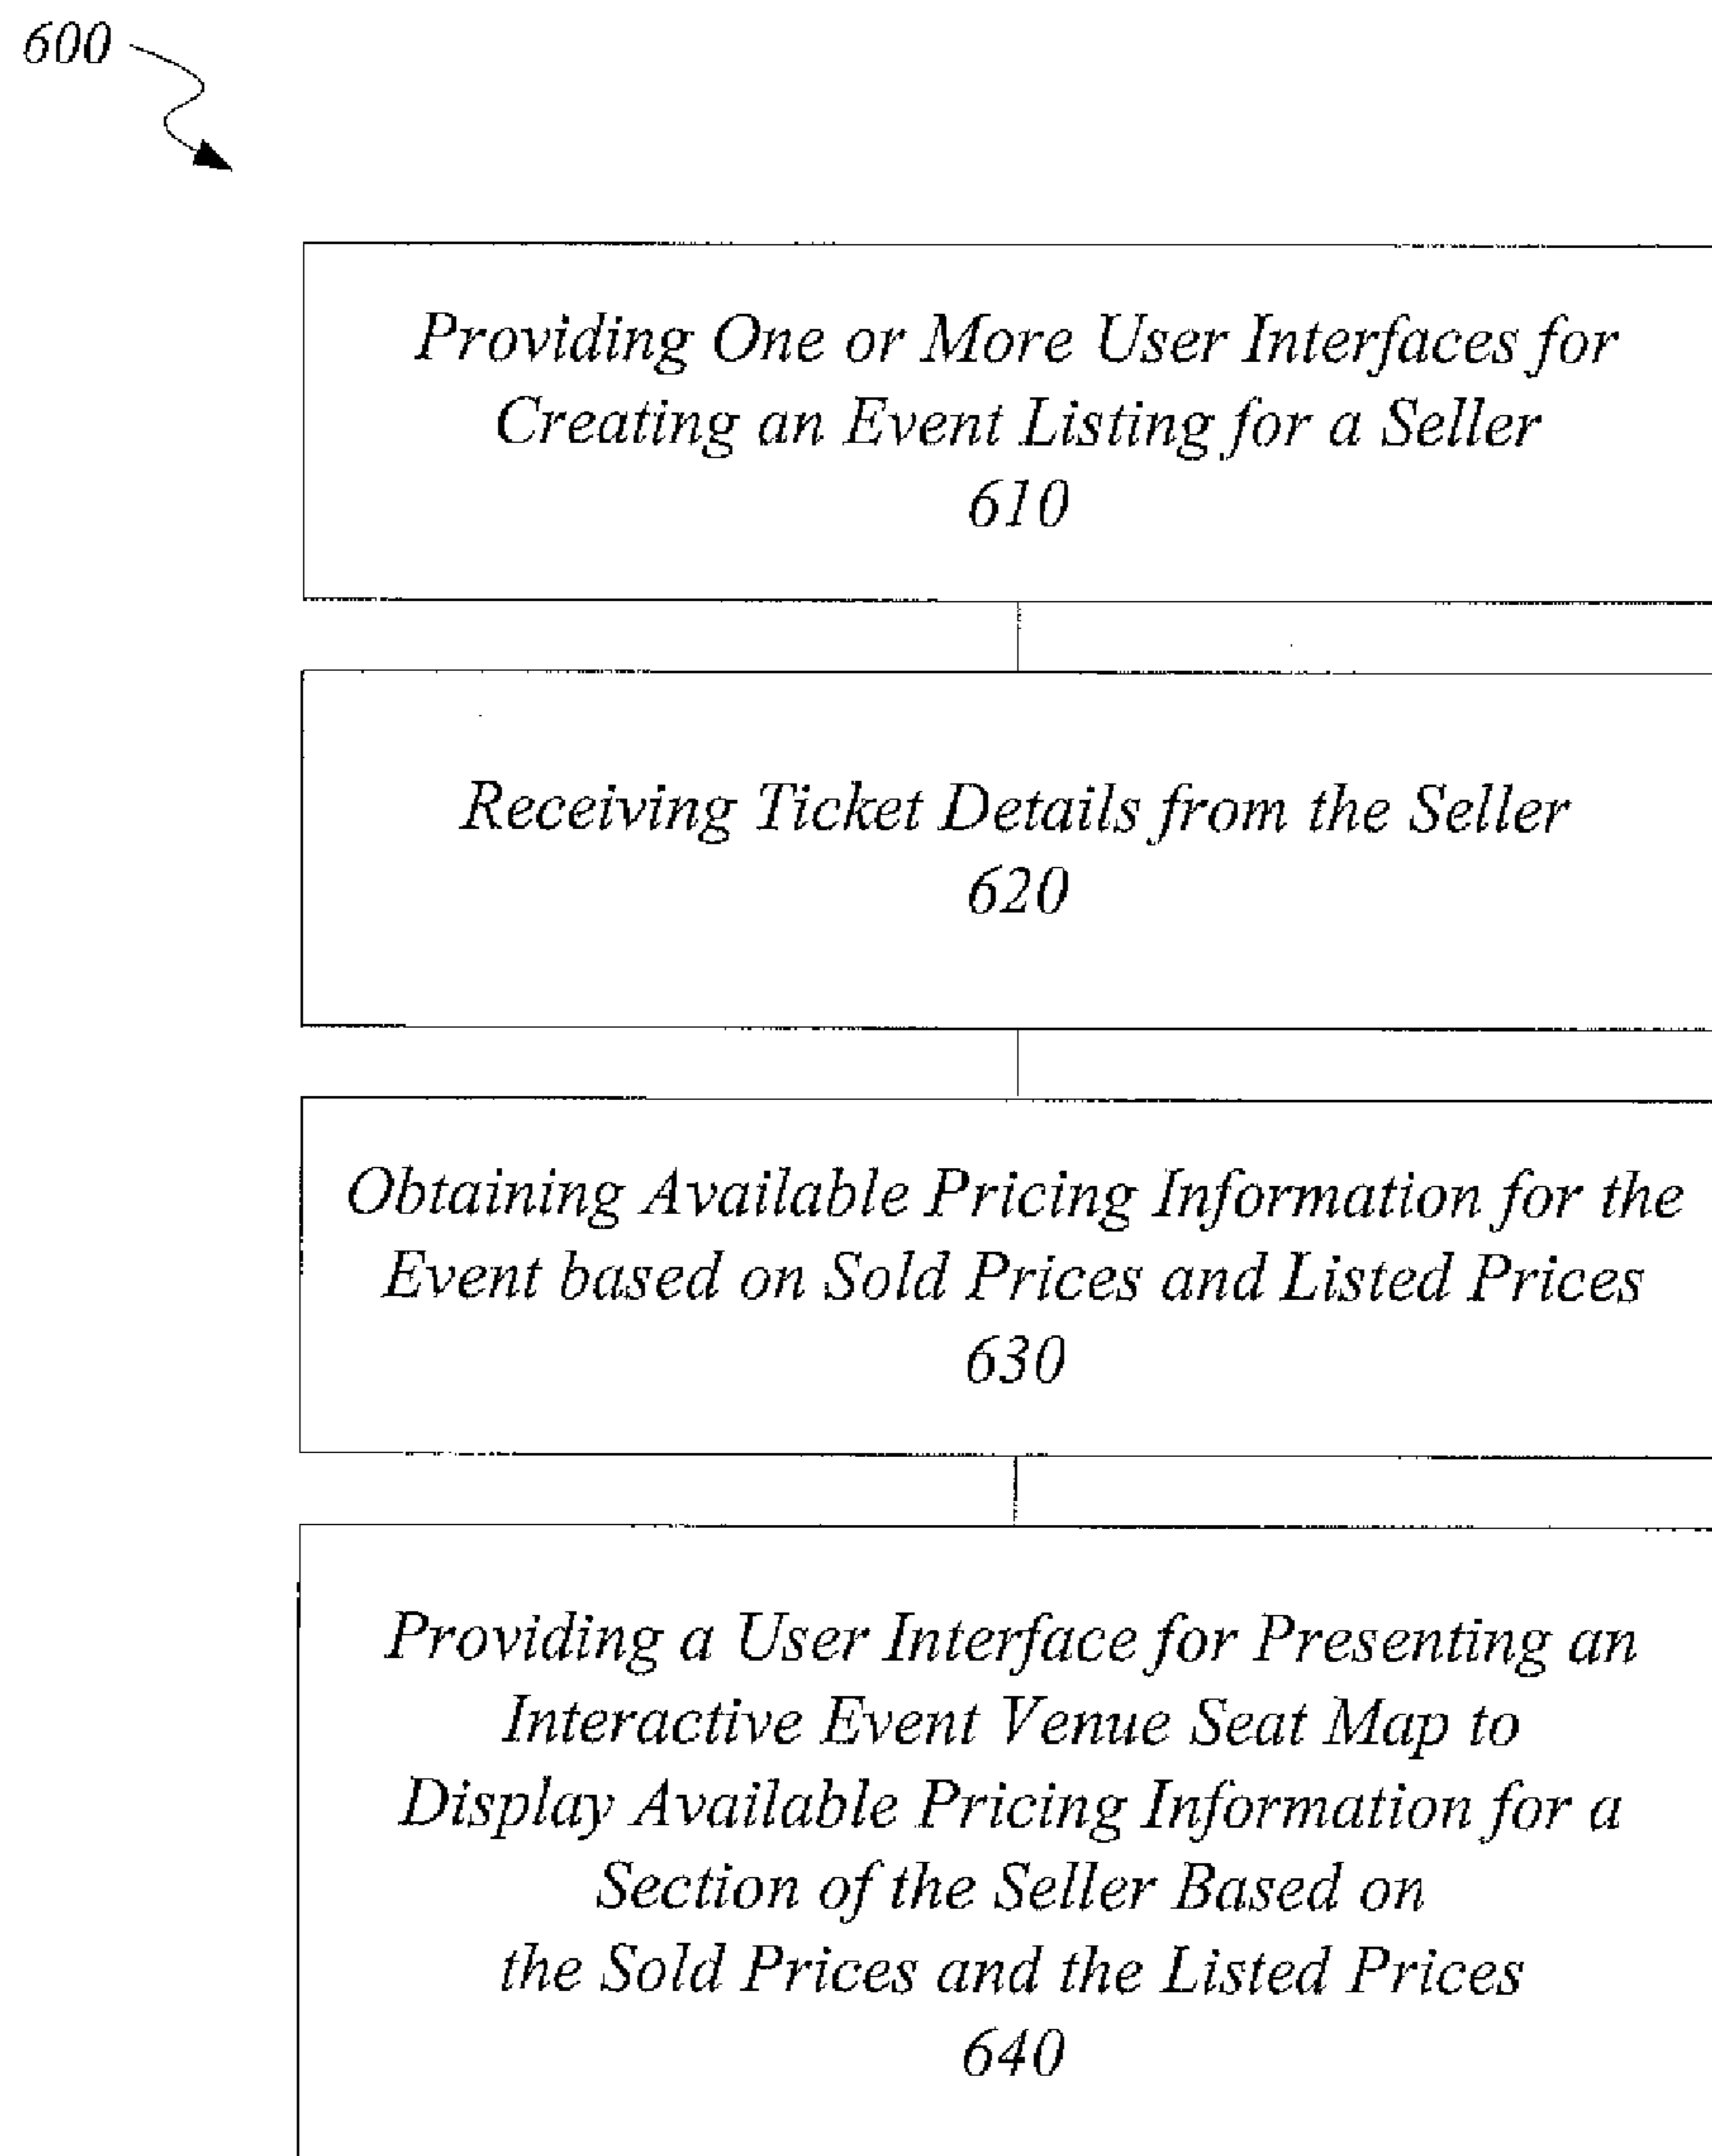 600
Providing One or More User Interfaces for
Creating an Event Listing for a Seller
610
Receiving Ticket Details from the Seller
620
Obtaining Available Pricing Information for the
Event based on Sold Prices and Listed Prices
630
Providing a User Interface for Presenting an
Interactive Event Venue Seat Map to
Display Available Pricing Information for a
Section of the Seller Based on
the Sold Prices and the Listed Prices
640